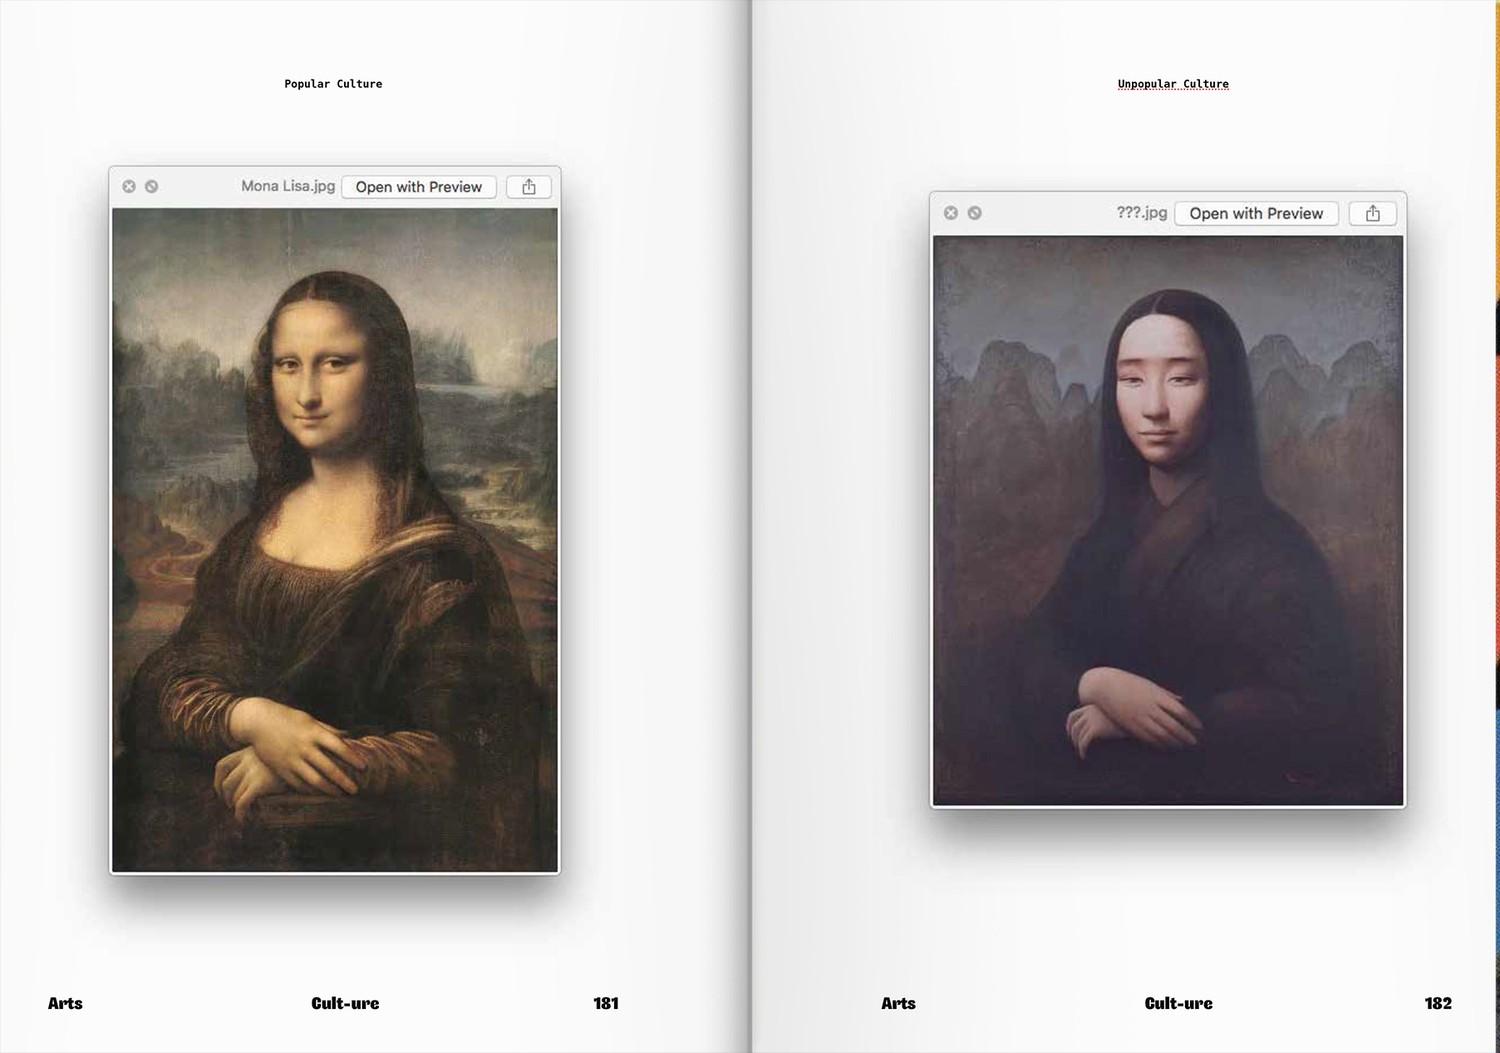 Popular Culture
Mona Lisa.jpg Open with Preview
Arts Cult-ure 181
Unpopular Culture
???.jpg Open with Preview
Arts Cult-ure 182